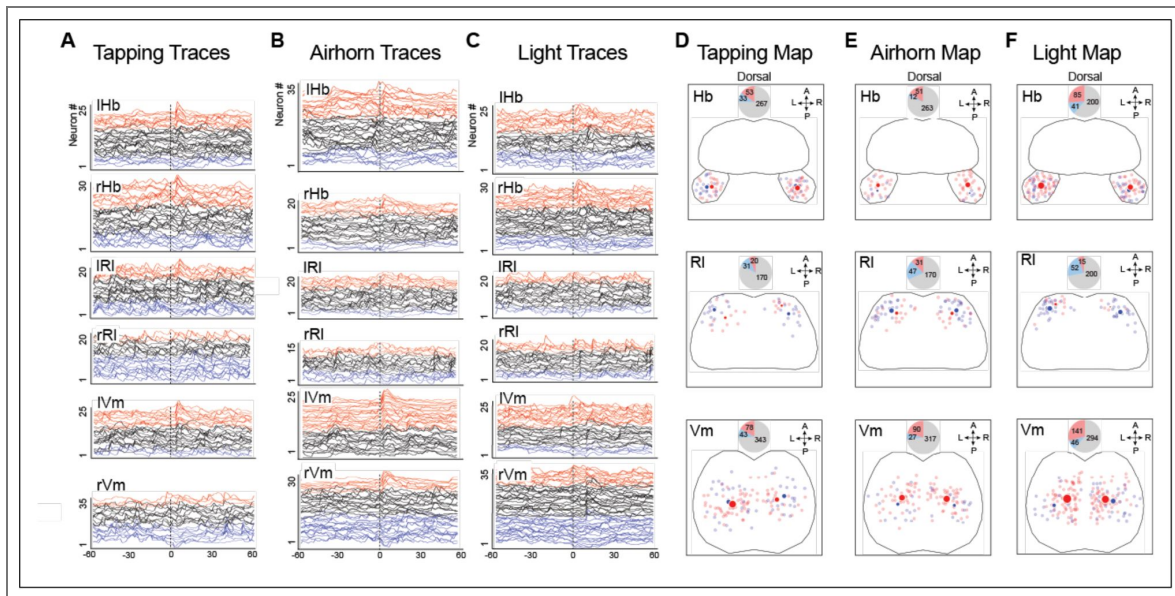 A Tapping Traces
B Airhorn Traces
C Light Traces
D Tapping Map
E Airhorn Map
F Light Map
Neuron #
lHb
25
1
rHb
30
1
lRl
20
1
rRl
20
1
lVm
25
1
rVm
35
1
-60 -30 0 30 60
Neuron #
lHb
35
1
rHb
20
1
lRl
20
1
rRl
15
1
lVm
25
1
rVm
30
1
-60 -30 0 30 60
lHb
25
1
rHb
30
1
lRl
20
1
rRl
20
1
lVm
25
1
rVm
35
1
-60 -30 0 30 60
Dorsal
Hb
53
33
267
A
L R
P
Rl
20
31
170
A
L R
P
Vm
78
43
343
A
L R
P
Dorsal
Hb
51
12
263
A
L R
P
Rl
31
47
170
A
L R
P
Vm
90
27
317
A
L R
P
Dorsal
Hb
85
41
200
A
L R
P
Rl
15
52
200
A
L R
P
Vm
141
46
294
A
L R
P